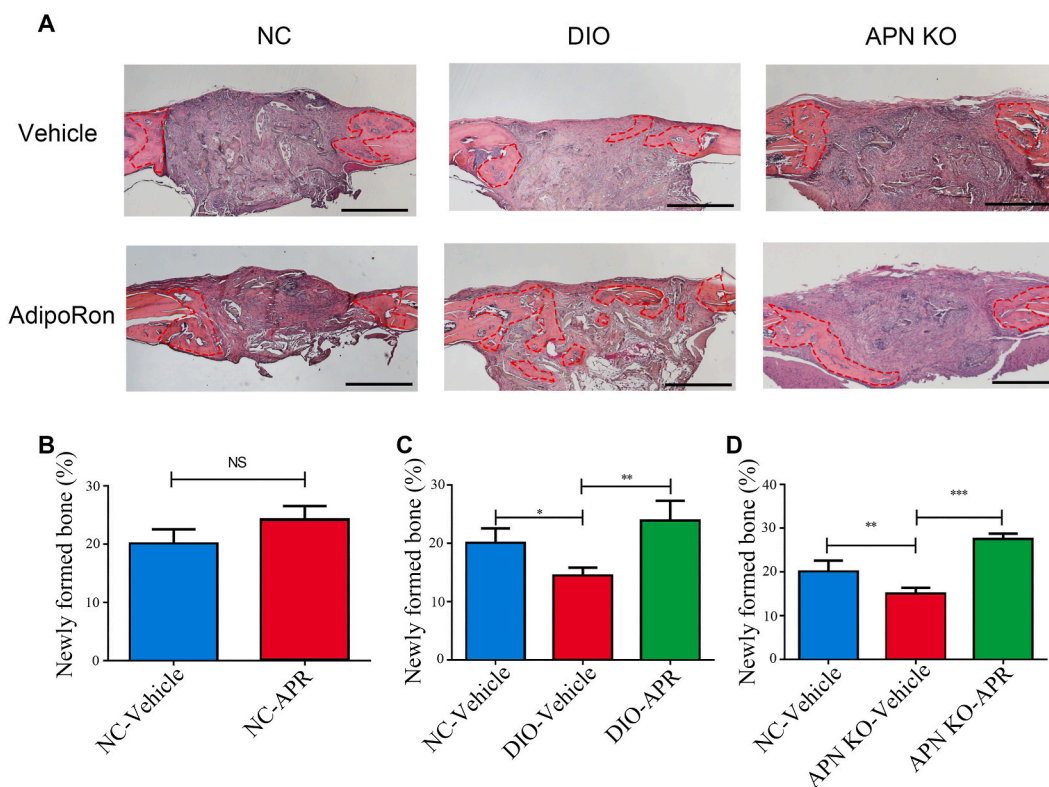 A
NC
DIO
APN KO
Vehicle
AdipoRon
B
Newly formed bone (%)
30
20
10
0
NS
NC-Vehicle
NC-APR
C
Newly formed bone (%)
30
20
10
0
*
**
NC-Vehicle
DIO-Vehicle
DIO-APR
D
Newly formed bone (%)
40
30
20
10
0
**
***
NC-Vehicle
APN KO-Vehicle
APN KO-APR